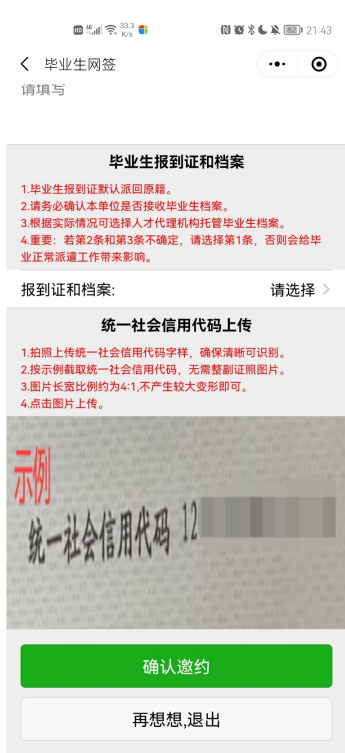 HD 4G 33.3 K/s 82 21:43
毕业生网签
请填写
毕业生报到证和档案
1.毕业生报到证默认派回原籍。
2.请务必确认本单位是否接收毕业生档案。
3.根据实际情况可选择人才代理机构托管毕业生档案。
4.重要：若第2条和第3条不确定，请选择第1条，否则会给毕
业正常派遣工作带来影响。
报到证和档案: 请选择
统一社会信用代码上传
1.拍照上传统一社会信用代码字样，确保清晰可识别。
2.按示例截取统一社会信用代码，无需整副证照图片。
3.图片长宽比例约为4:1,不产生较大变形即可。
4.点击图片上传。
示例
统一社会信用代码 12
确认邀约
再想想,退出